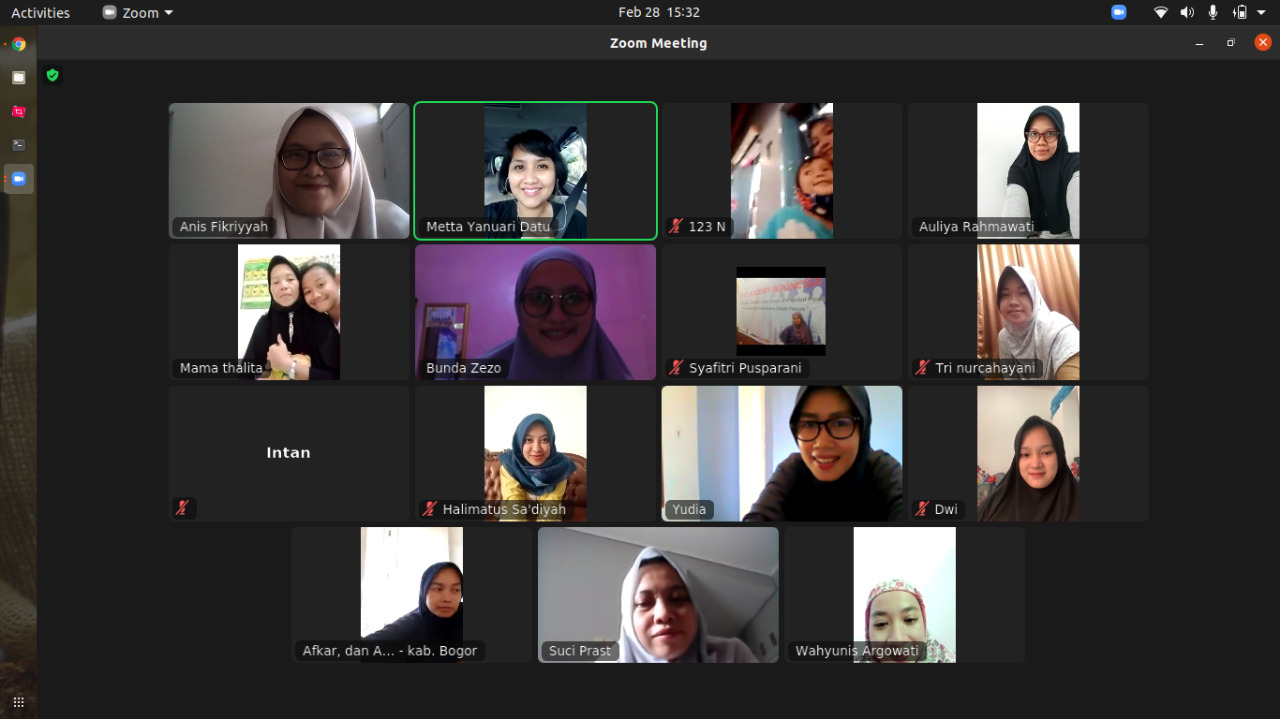 Activities
Zoom
Feb 28 15:32
Zoom Meeting
Anis Fikriyyah
Metta Yanuari Datu
123 N
Auliya Rahmawati
Mama thalita
Bunda Zezo
Syafitri Pusparani
Tri nurcahayani
Intan
Halimatus Sa'diyah
Yudia
Dwi
Afkar, dan A... - kab. Bogor
Suci Prast
Wahyunis Argowati